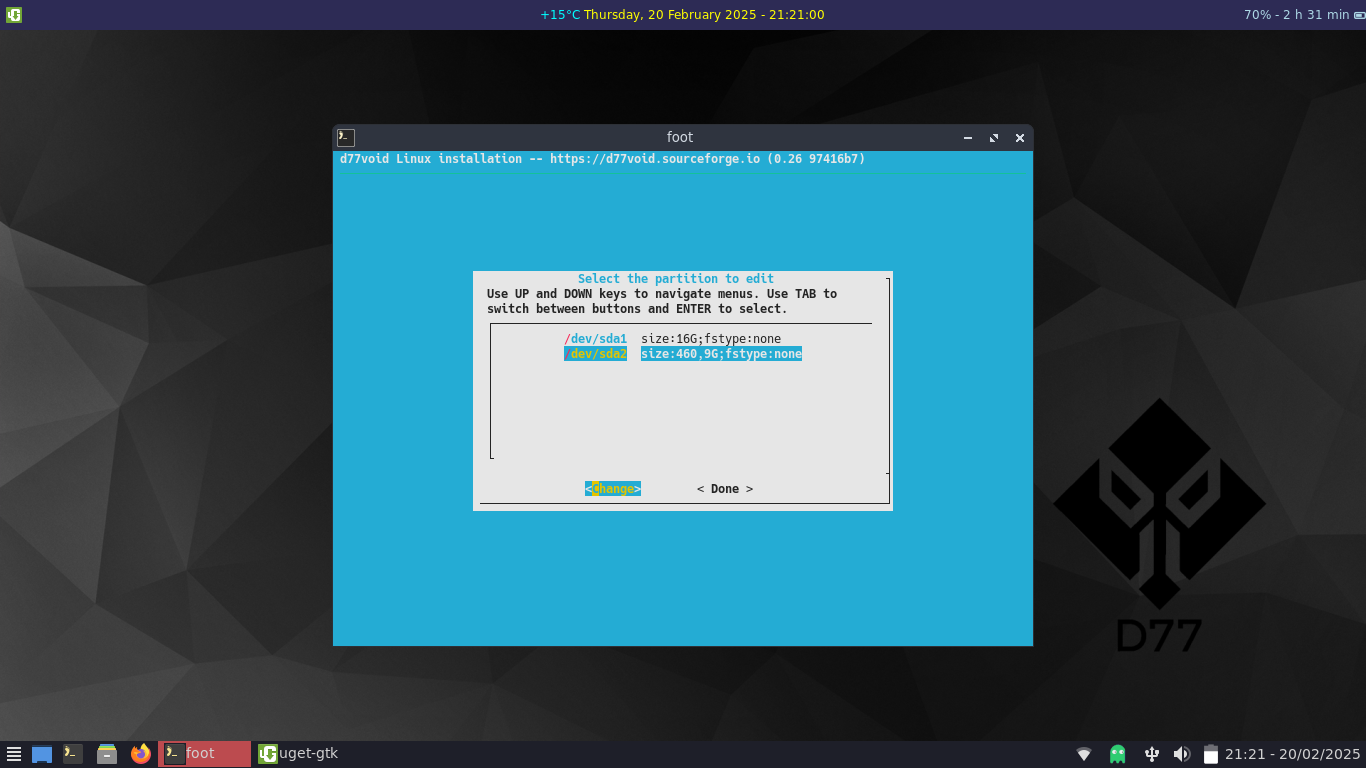 +15°C Thursday, 20 February 2025 - 21:21:00
70% - 2 h 31 min
foot
d77void Linux installation -- https://d77void.sourceforge.io (0.26 97416b7)
Select the partition to edit
Use UP and DOWN keys to navigate menus. Use TAB to
switch between buttons and ENTER to select.
/dev/sda1 size:16G;fstype:none
/dev/sda2 size:460,9G;fstype:none
<Change> < Done >
D77
foot
uget-gtk
21:21 - 20/02/2025